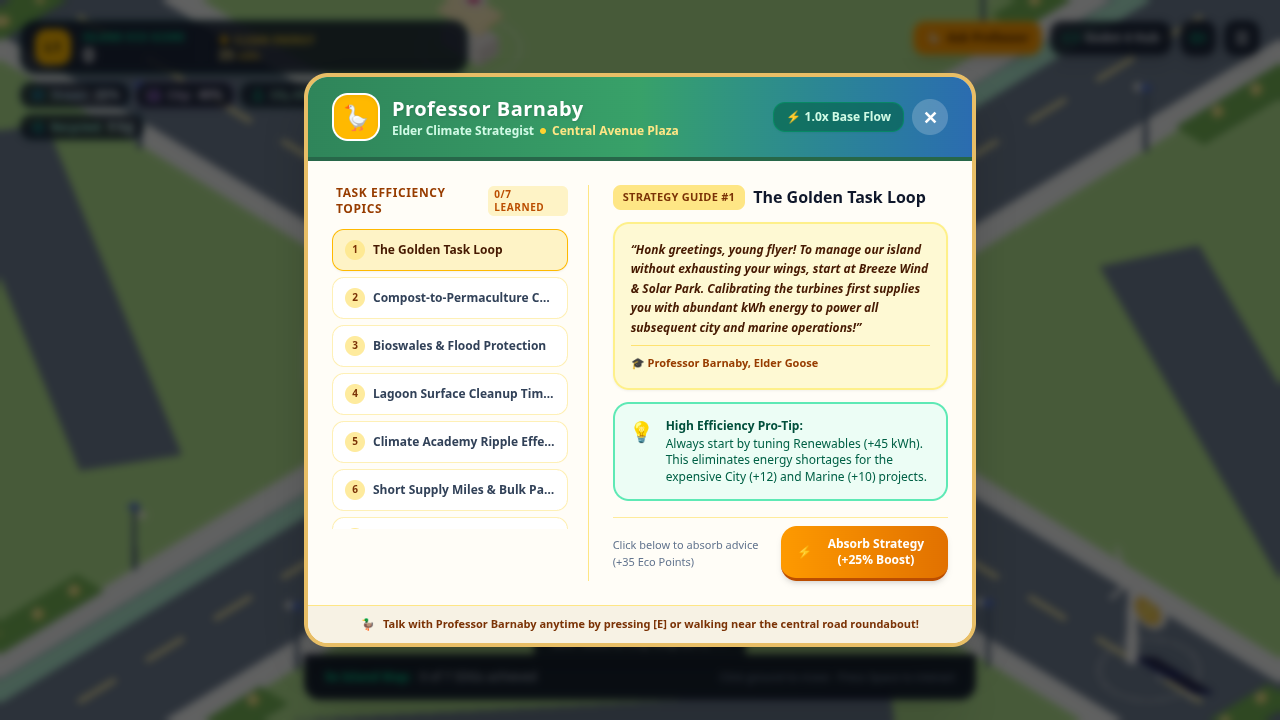 Professor Barnaby
Elder Climate Strategist • Central Avenue Plaza
⚡ 1.0x Base Flow
✕
TASK EFFICIENCY
TOPICS
0/7
LEARNED
1 The Golden Task Loop
2 Compost-to-Permaculture C...
3 Bioswales & Flood Protection
4 Lagoon Surface Cleanup Tim...
5 Climate Academy Ripple Effe...
6 Short Supply Miles & Bulk Pa...
STRATEGY GUIDE #1 The Golden Task Loop
“Honk greetings, young flyer! To manage our island
without exhausting your wings, start at Breeze Wind
& Solar Park. Calibrating the turbines first supplies
you with abundant kWh energy to power all
subsequent city and marine operations!”
🎓 Professor Barnaby, Elder Goose
💡 High Efficiency Pro-Tip:
Always start by tuning Renewables (+45 kWh).
This eliminates energy shortages for the
expensive City (+12) and Marine (+10) projects.
Click below to absorb advice
(+35 Eco Points)
⚡ Absorb Strategy
(+25% Boost)
🦆 Talk with Professor Barnaby anytime by pressing [E] or walking near the central road roundabout!